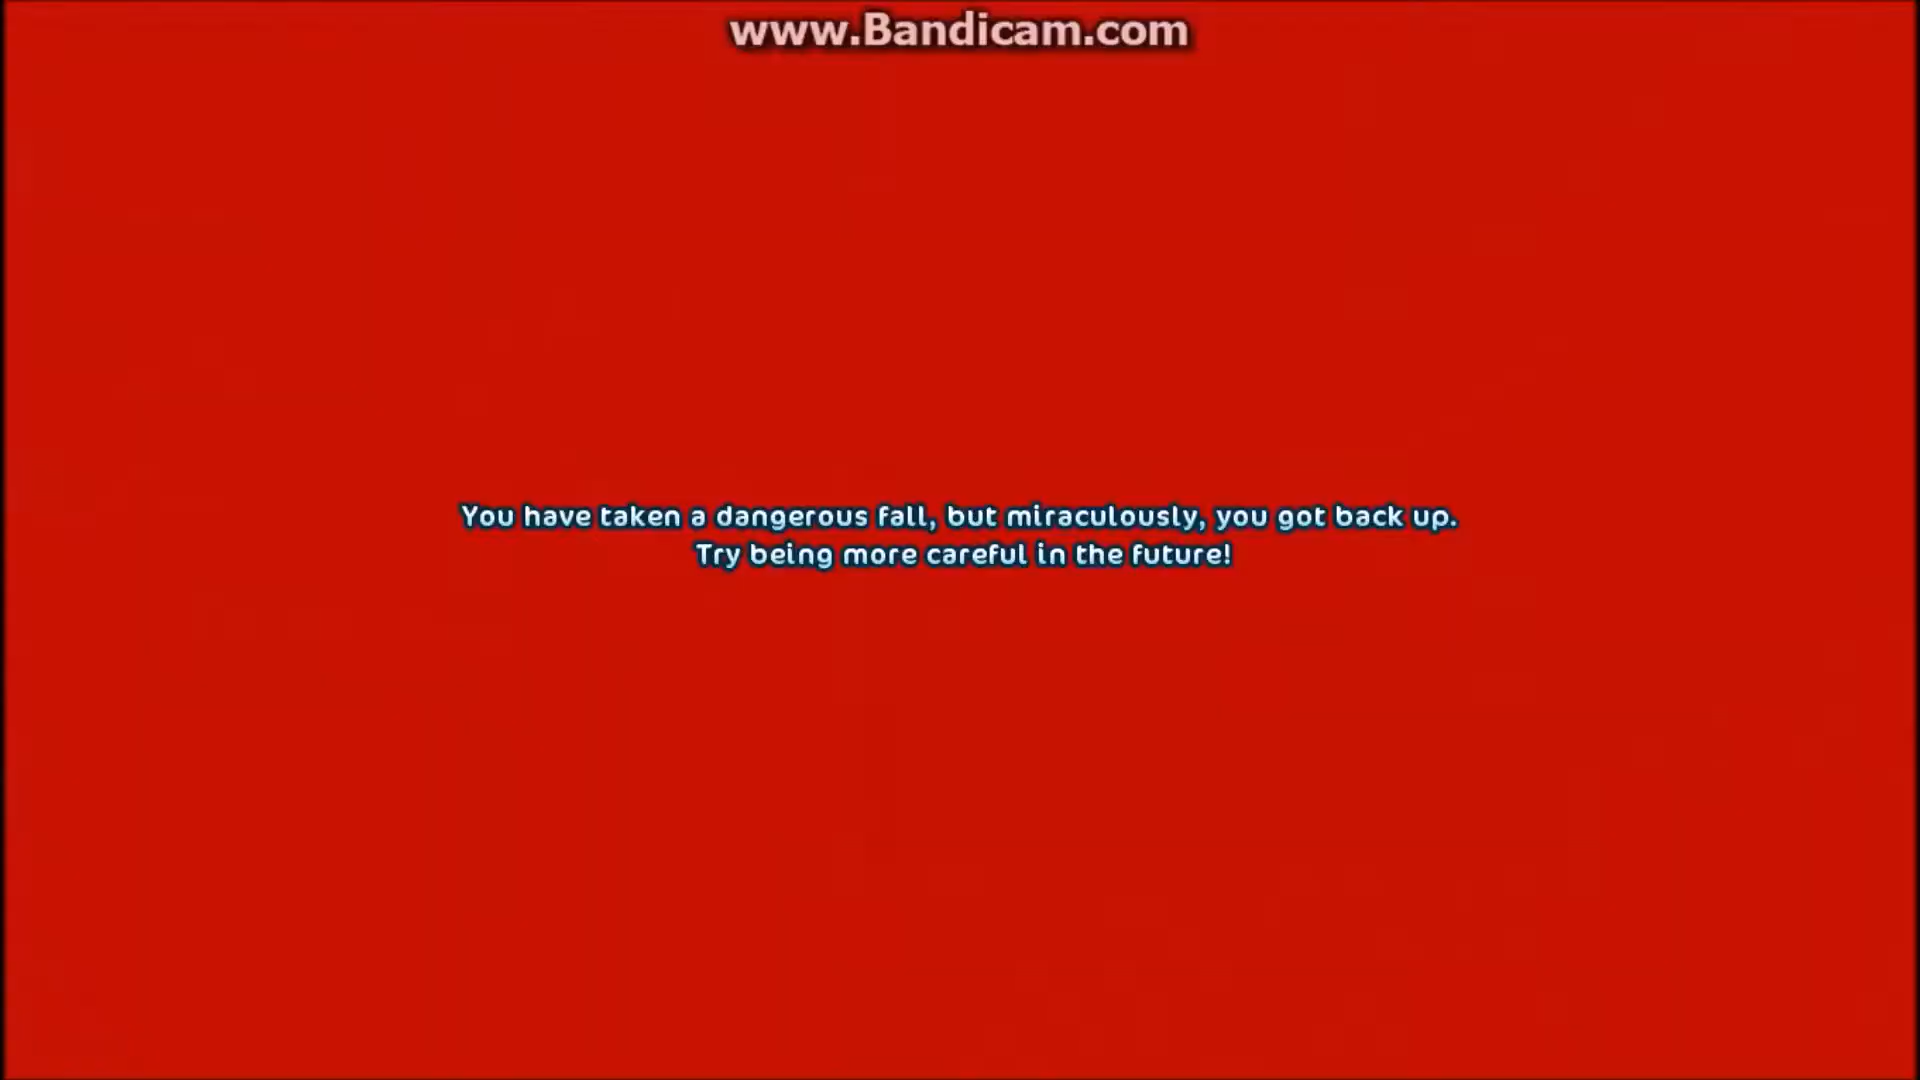 www.Bandicam.com
You have taken a dangerous fall, but miraculously, you got back up.
Try being more careful in the future!